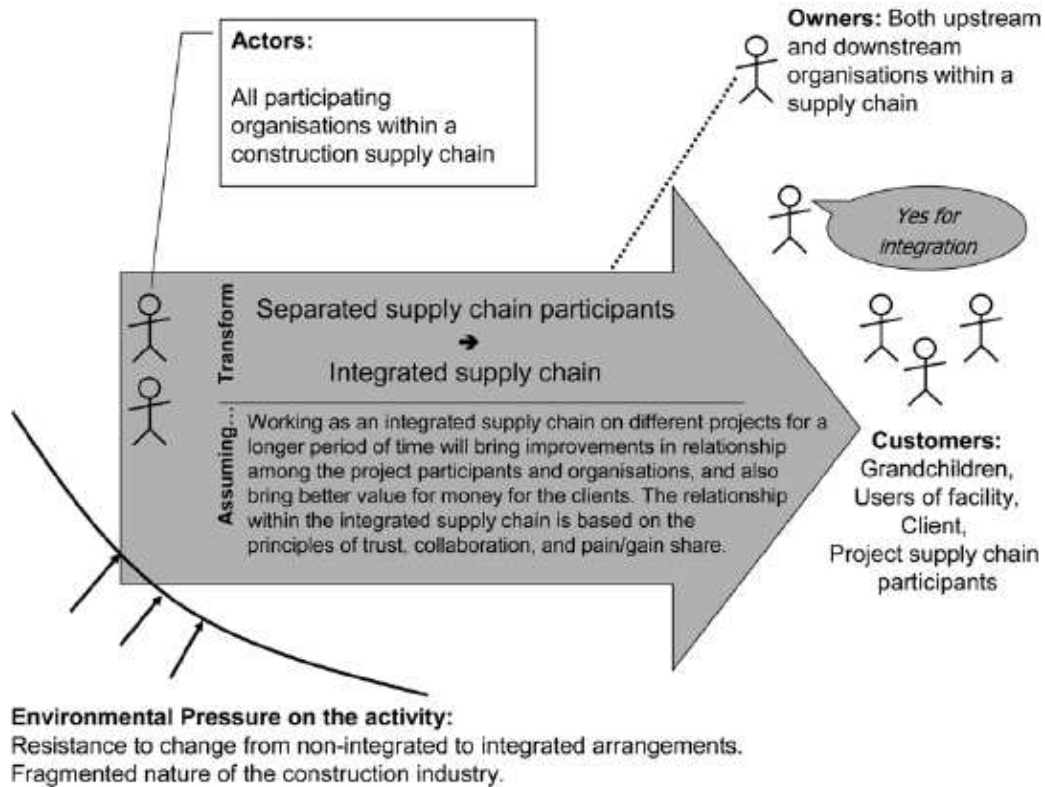 Actors:
All participating
organisations within a
construction supply chain
Owners: Both upstream
and downstream
organisations within a
supply chain
Yes for
integration
Transform
Separated supply chain participants
➔
Integrated supply chain
Assuming...
Working as an integrated supply chain on different projects for a
longer period of time will bring improvements in relationship
among the project participants and organisations, and also
bring better value for money for the clients. The relationship
within the integrated supply chain is based on the
principles of trust, collaboration, and pain/gain share.
Customers:
Grandchildren,
Users of facility,
Client,
Project supply chain
participants
Environmental Pressure on the activity:
Resistance to change from non-integrated to integrated arrangements.
Fragmented nature of the construction industry.